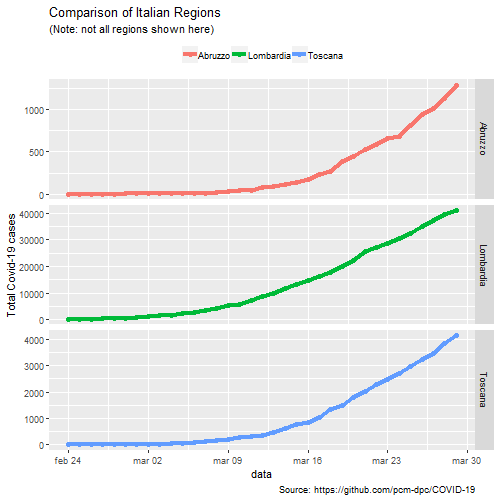 Comparison of Italian Regions
(Note: not all regions shown here)
Abruzzo Lombardia Toscana
1000
500
0
Abruzzo
40000
30000
20000
10000
0
Lombardia
4000
3000
2000
1000
0
Toscana
Total Covid-19 cases
feb 24 mar 02 mar 09 mar 16 mar 23 mar 30
data
Source: https://github.com/pcm-dpc/COVID-19